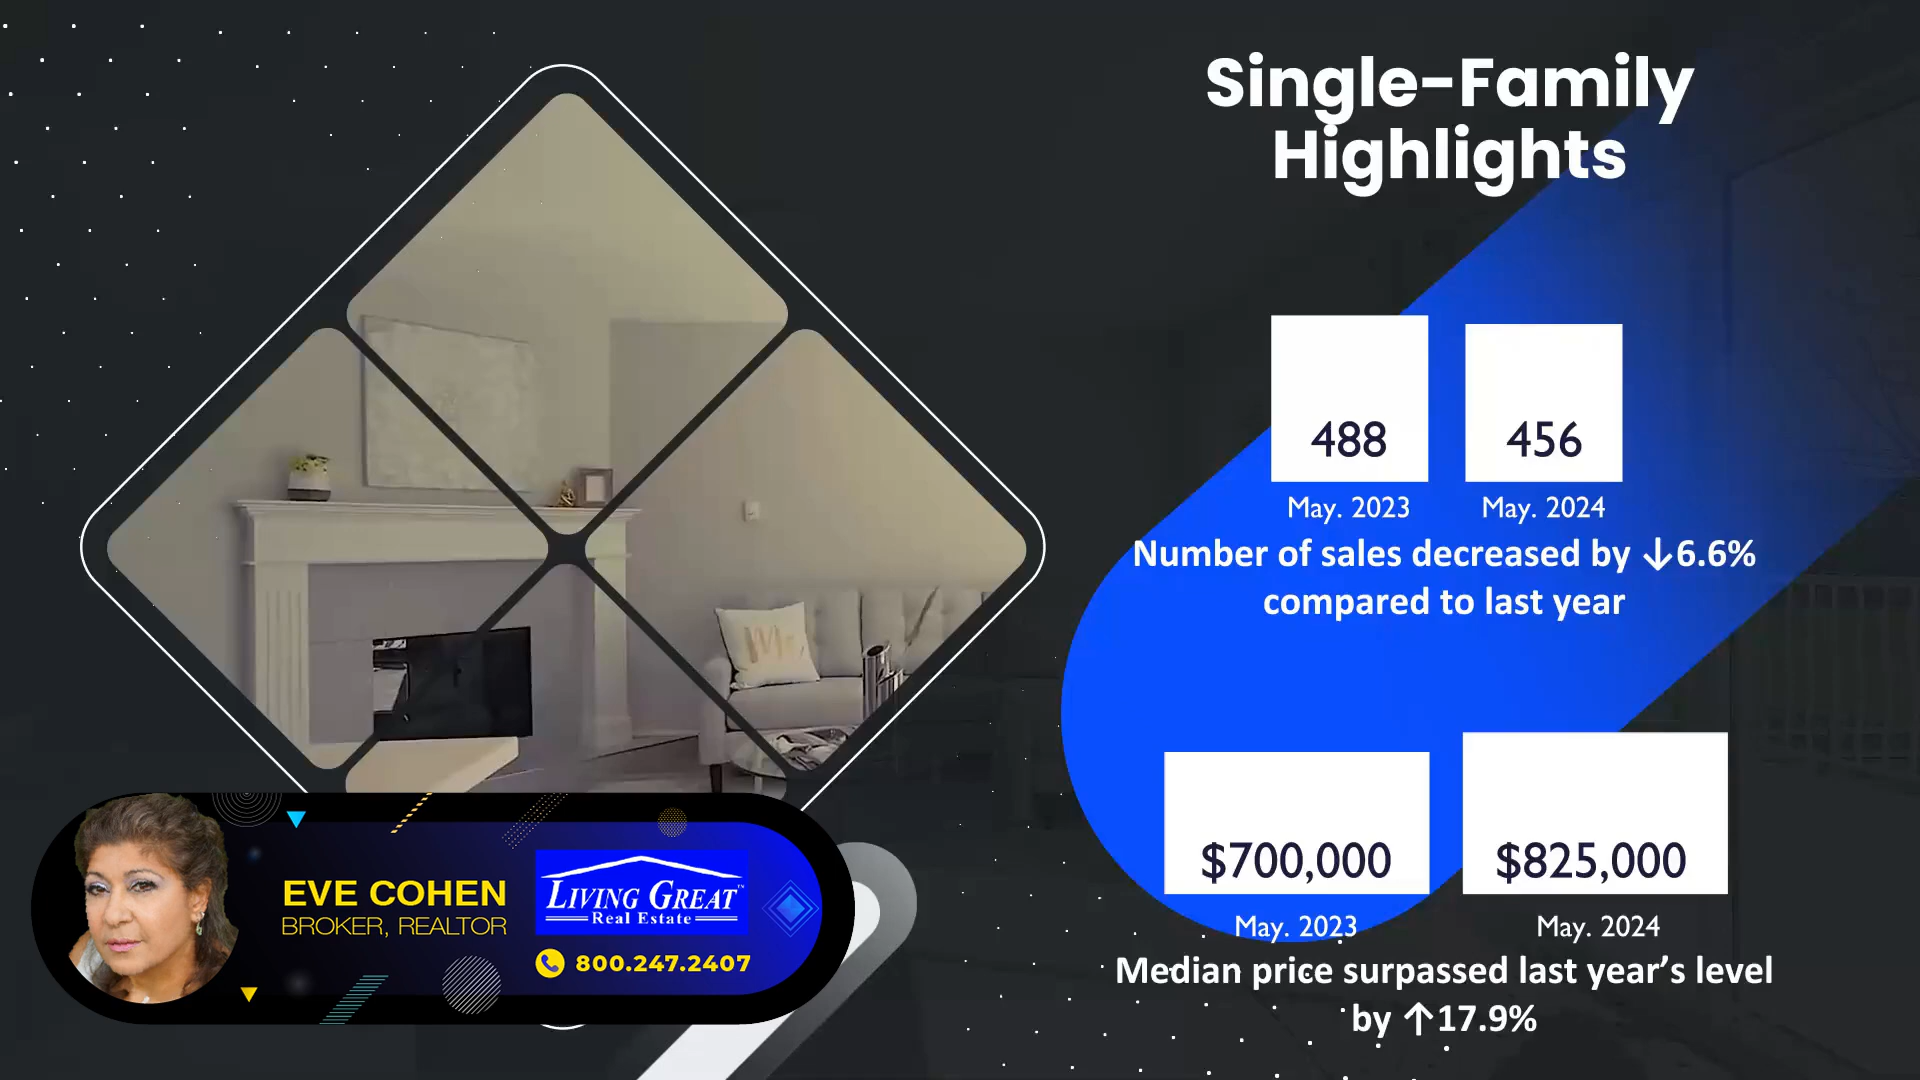 Single-Family
Highlights
488
456
May. 2023
May. 2024
Number of sales decreased by ↓6.6%
compared to last year
$700,000
$825,000
May. 2023
May. 2024
Median price surpassed last year’s level
by ↑17.9%
EVE COHEN
BROKER, REALTOR
LIVING GREAT™
Real Estate
800.247.2407